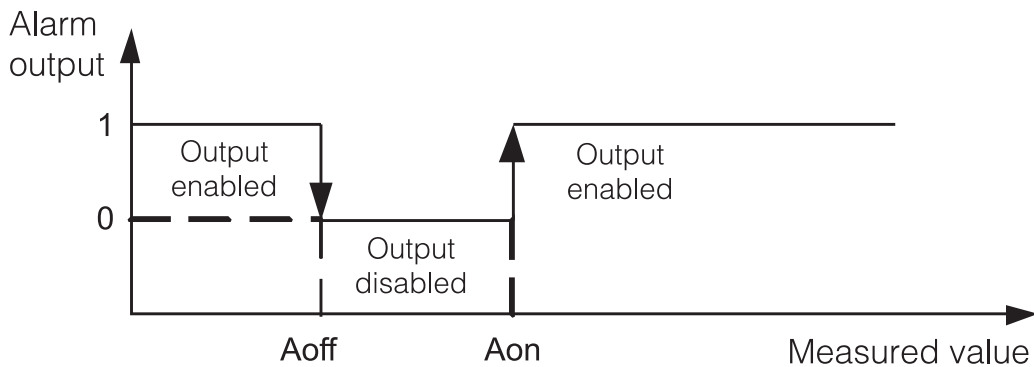 Alarm
output
1
Output
enabled
Output
enabled
0
Output
disabled
Aoff
Aon
Measured value